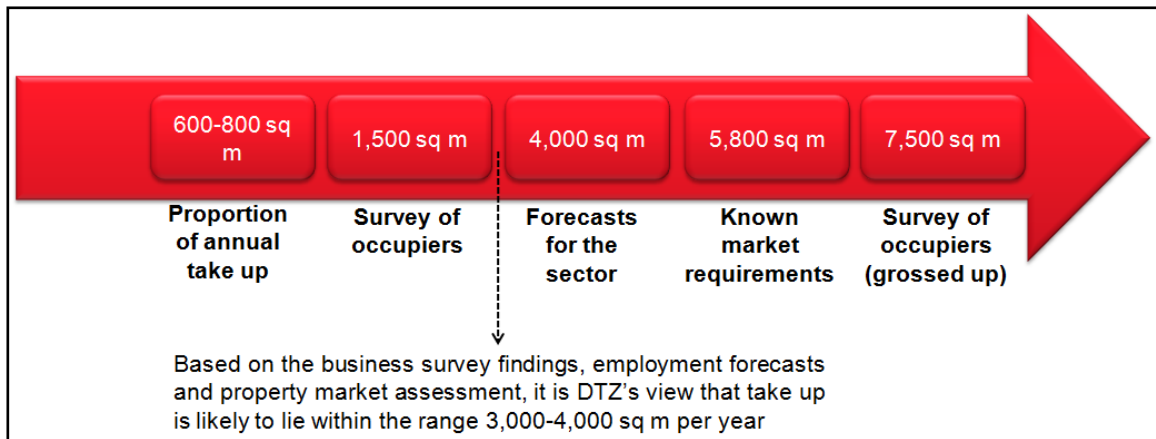 600-800 sq
m
1,500 sq m
4,000 sq m
5,800 sq m
7,500 sq m
Proportion
of annual
take up
Survey of
occupiers
Forecasts
for the
sector
Known
market
requirements
Survey of
occupiers
(grossed up)
Based on the business survey findings, employment forecasts
and property market assessment, it is DTZ's view that take up
is likely to lie within the range 3,000-4,000 sq m per year